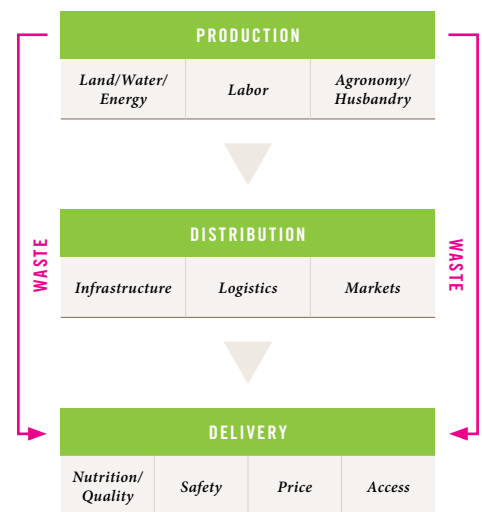 PRODUCTION
Land/Water/
Energy
Labor
Agronomy/
Husbandry
WASTE
WASTE
DISTRIBUTION
Infrastructure
Logistics
Markets
DELIVERY
Nutrition/
Quality
Safety
Price
Access